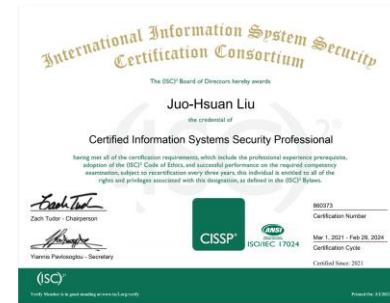 International Information System Security
Certification Consortium
The (ISC)² Board of Directors hereby awards
Juo-Hsuan Liu
the credential of
Certified Information Systems Security Professional
having met all of the certification requirements, which include the professional experience prerequisite,
adoption of the (ISC)² Code of Ethics, and successful performance on the required competency
examination, subject to recertification every three years, this individual is entitled to all of the
rights and privileges associated with this designation, as defined in the (ISC)² Bylaws.
Zach Tudor - Chairperson
Yiannis Pavlosoglou - Secretary
CISSP®
ANSI
ISO/IEC 17024
860373
Certification Number
Mar 1, 2021 - Feb 29, 2024
Certification Cycle
Certified Since: 2021
(ISC)²